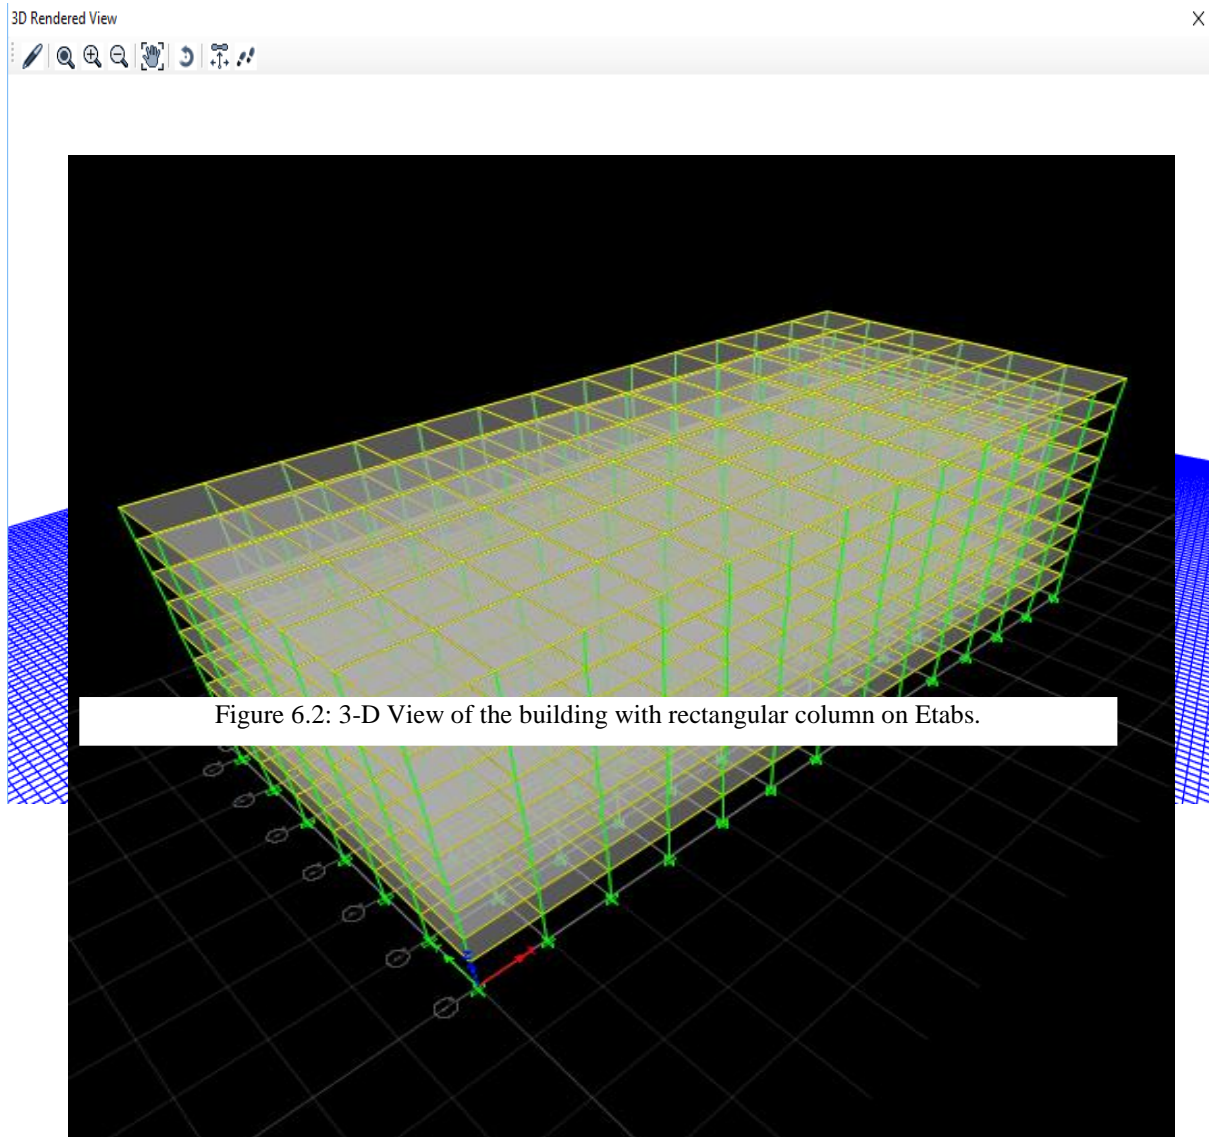 3D Rendered View
Figure 6.2: 3-D View of the building with rectangular column on Etabs.